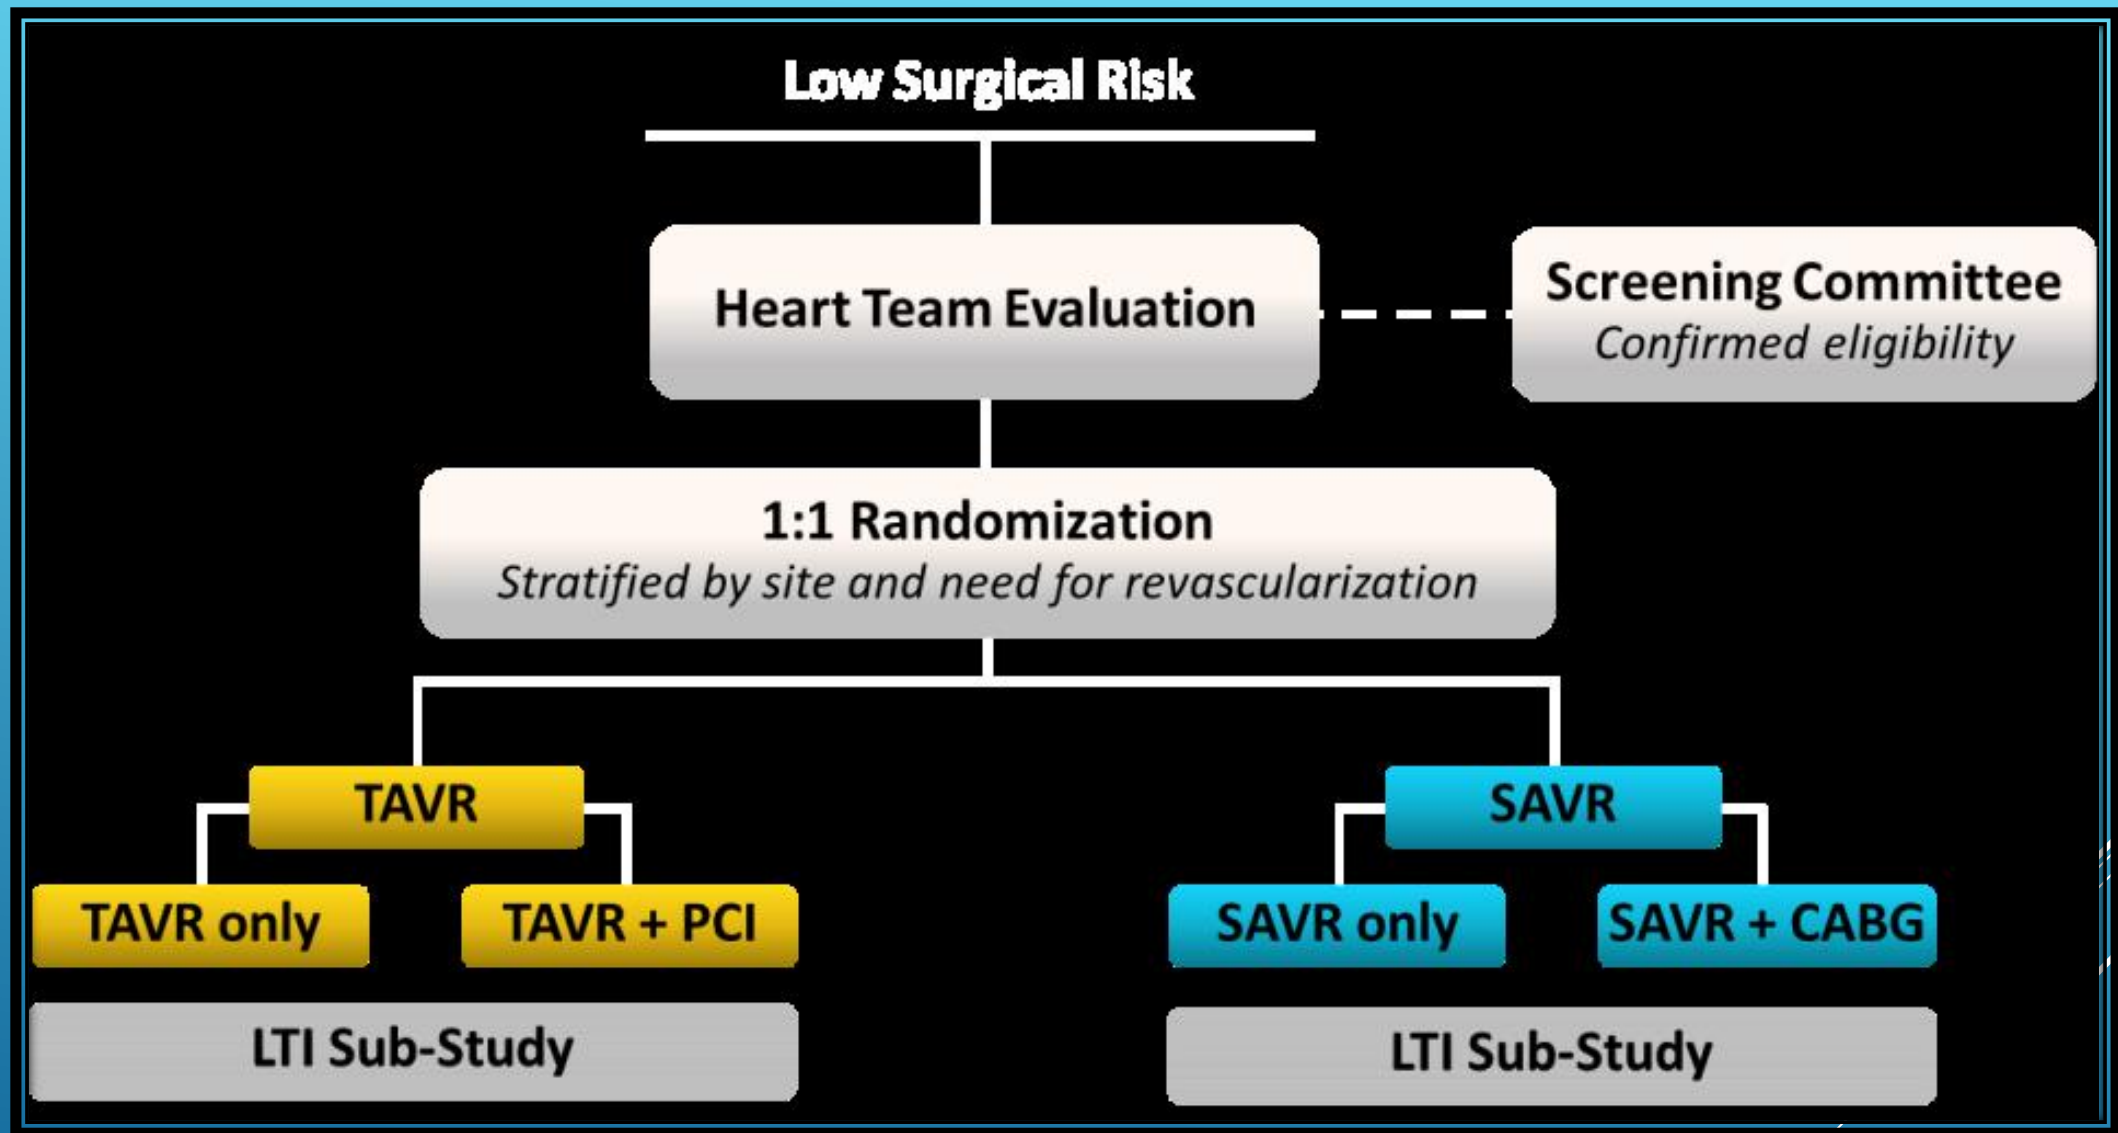 Low Surgical Risk
Heart Team Evaluation
Screening Committee
Confirmed eligibility
1:1 Randomization
Stratified by site and need for revascularization
TAVR
SAVR
TAVR only
TAVR + PCI
SAVR only
SAVR + CABG
LTI Sub-Study
LTI Sub-Study